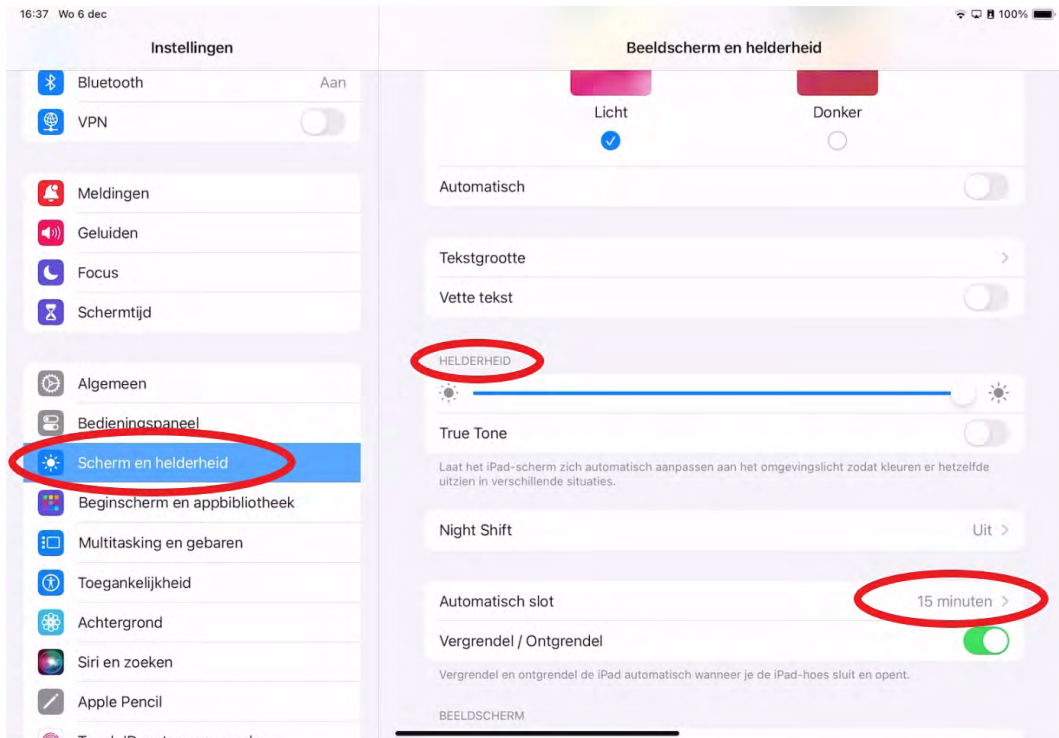 16:37 Wo 6 dec
100%
Instellingen
Bluetooth Aan
VPN
Meldingen
Geluiden
Focus
Schermtijd
Algemeen
Bedieningspaneel
Scherm en helderheid
Beginscherm en appbibliotheek
Multitasking en gebaren
Toegankelijkheid
Achtergrond
Siri en zoeken
Apple Pencil
Beeldscherm en helderheid
Licht Donker
Automatisch
Tekstgrootte
Vette tekst
HELDERHEID
True Tone
Laat het iPad-scherm zich automatisch aanpassen aan het omgevingslicht zodat kleuren er hetzelfde
uitzien in verschillende situaties.
Night Shift Uit
Automatisch slot 15 minuten
Vergrendel / Ontgrendel
Vergrendel en ontgrendel de iPad automatisch wanneer je de iPad-hoes sluit en opent.
BEELDSCHERM